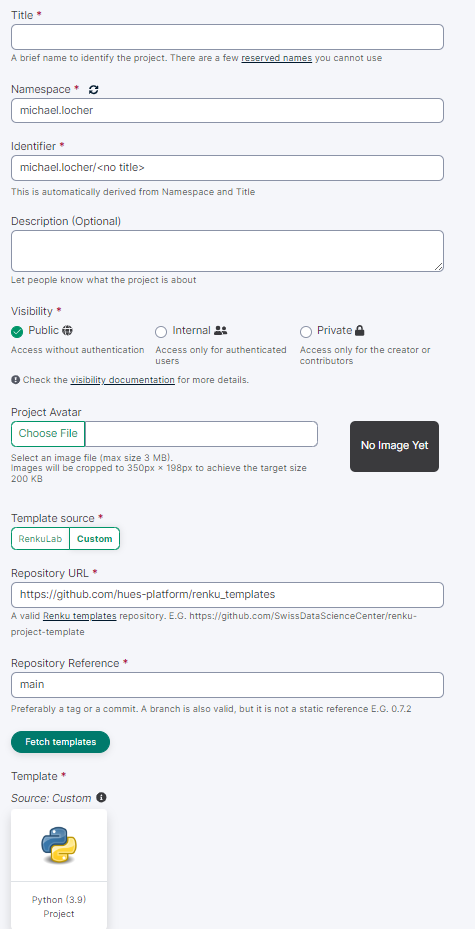 Title *
A brief name to identify the project. There are a few reserved names you cannot use
Namespace *
michael.locher
Identifier *
michael.locher/<no title>
This is automatically derived from Namespace and Title
Description (Optional)
Let people know what the project is about
Visibility *
Public Internal Private
Access without authentication Access only for authenticated Access only for the creator or
users contributors
Check the visibility documentation for more details.
Project Avatar
Choose File
No Image Yet
Select an image file (max size 3 MB).
Images will be cropped to 350px × 198px to achieve the target size
200 KB
Template source *
RenkuLab Custom
Repository URL *
https://github.com/hues-platform/renku_templates
A valid Renku templates repository. E.G. https://github.com/SwissDataScienceCenter/renku-
project-template
Repository Reference *
main
Preferably a tag or a commit. A branch is also valid, but it is not a static reference E.G. 0.7.2
Fetch templates
Template *
Source: Custom
Python (3.9)
Project